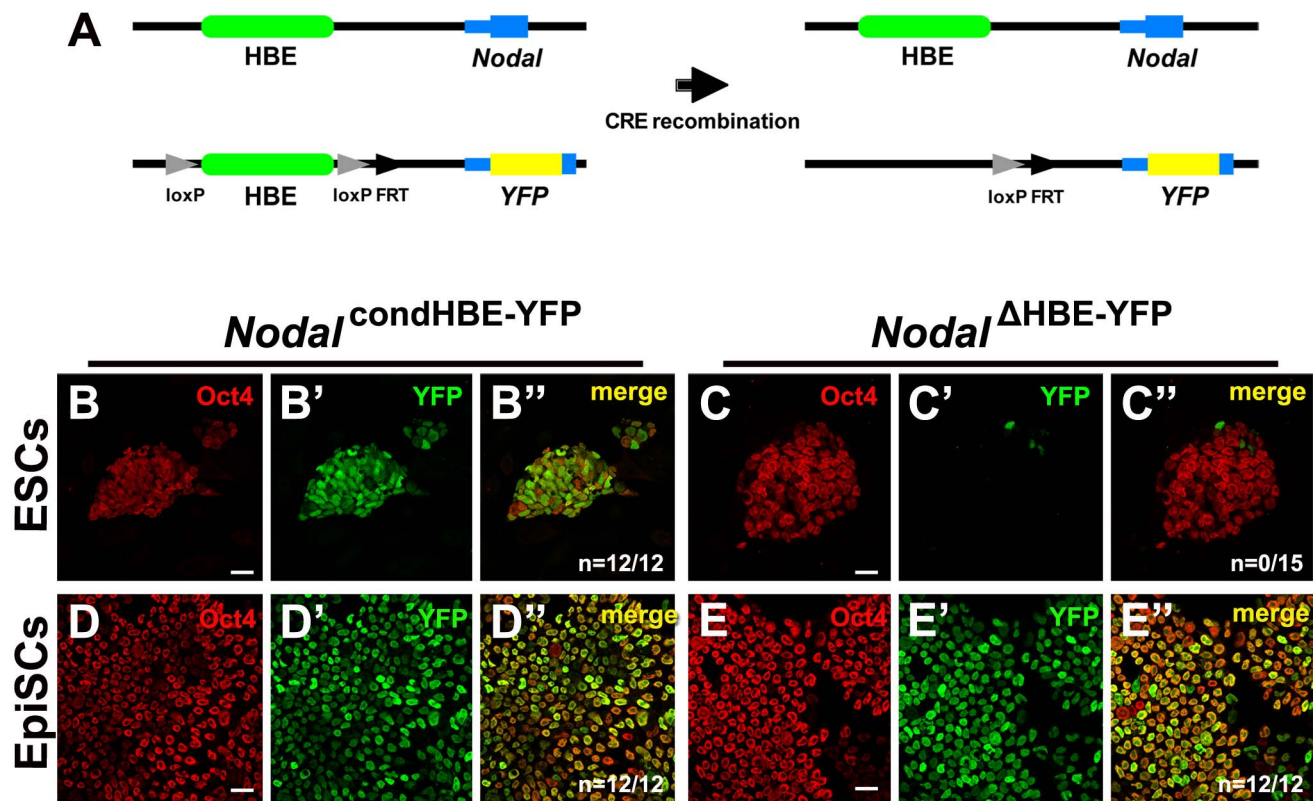 A
HBE
Nodal
HBE
Nodal
CRE recombination
loxP
HBE
loxP FRT
YFP
loxP FRT
YFP
Nodal condHBE-YFP
Nodal ΔHBE-YFP
ESCs
B
Oct4
B'
YFP
B''
merge
n=12/12
C
Oct4
C'
YFP
C''
merge
n=0/15
EpiSCs
D
Oct4
D'
YFP
D''
merge
n=12/12
E
Oct4
E'
YFP
E''
merge
n=12/12